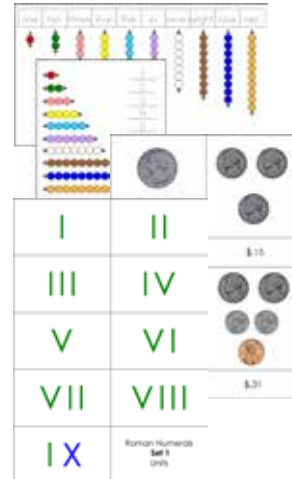 one two three four five six seven eight nine ten
$.15
I II
III IV
$.31
V VI
VII VIII
IX
Roman Numerals
Set 1
Units